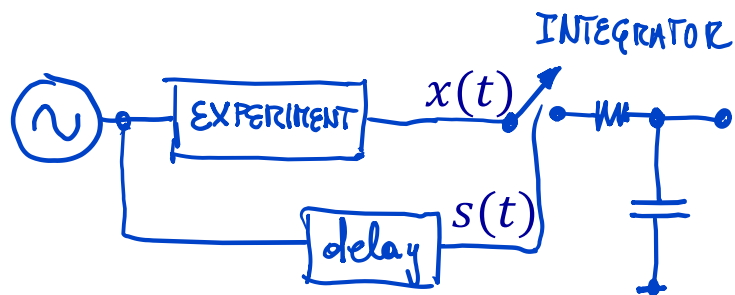 INTEGRATOR
EXPERIMENT
x(t)
s(t)
delay